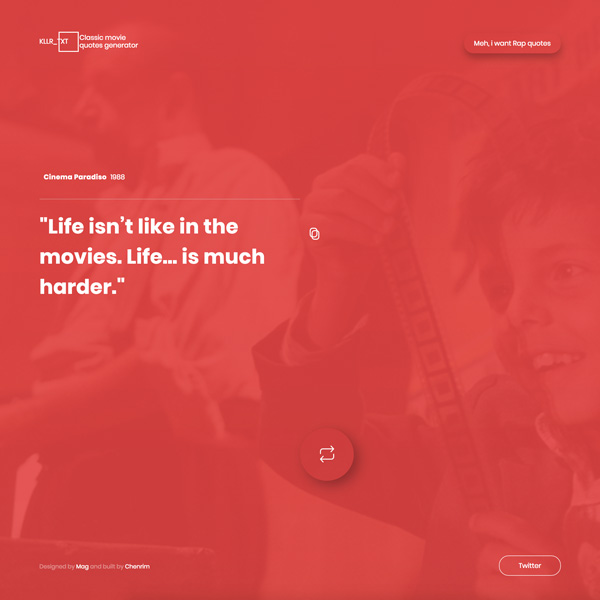 KLLR_TXT
Classic movie
quotes generator
Meh, i want Rap quotes
Cinema Paradiso 1988
"Life isn’t like in the
movies. Life... is much
harder."
Designed by Mag and built by Chenrim
Twitter